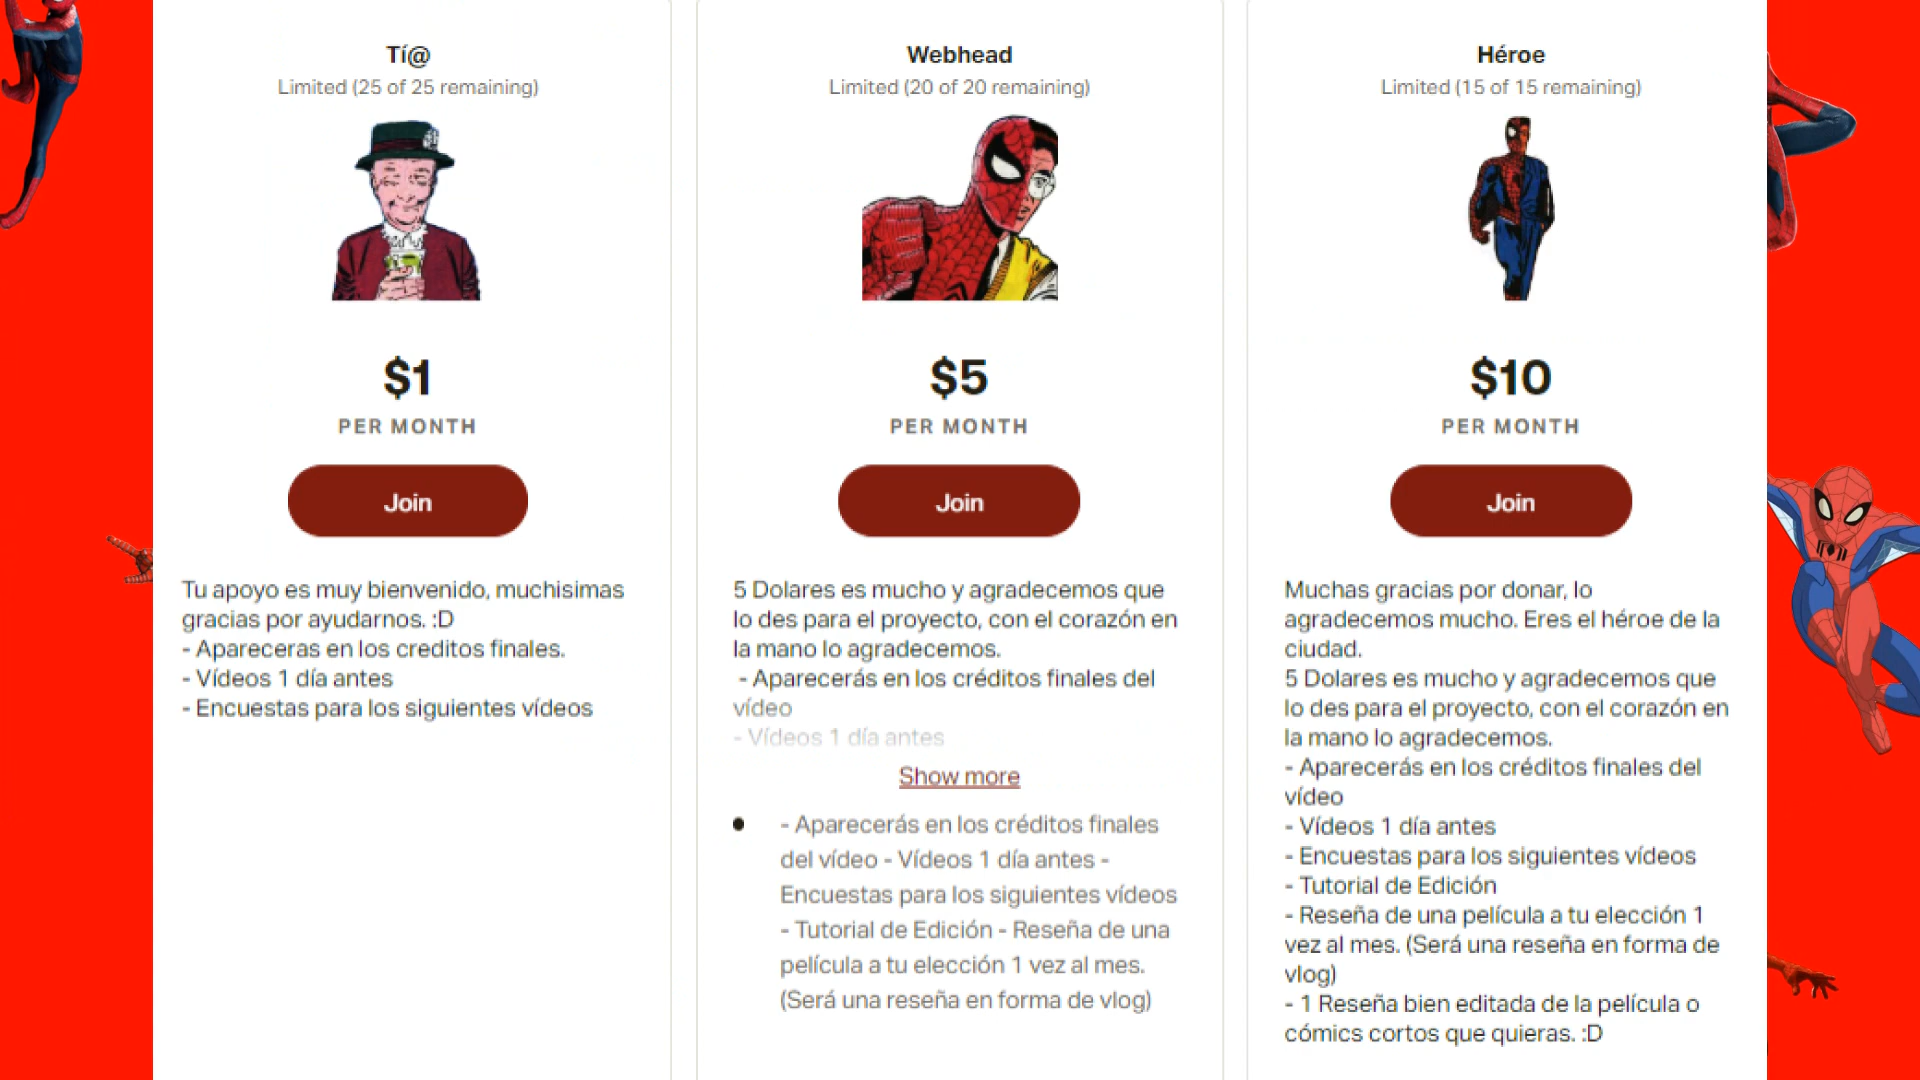 Tí@
Limited (25 of 25 remaining)
$1
PER MONTH
Join
Tu apoyo es muy bienvenido, muchisimas
gracias por ayudarnos. :D
- Apareceras en los creditos finales.
- Vídeos 1 día antes
- Encuestas para los siguientes vídeos
Webhead
Limited (20 of 20 remaining)
$5
PER MONTH
Join
5 Dolares es mucho y agradecemos que
lo des para el proyecto, con el corazón en
la mano lo agradecemos.
- Aparecerás en los créditos finales del
vídeo
- Vídeos 1 día antes
Show more
- Aparecerás en los créditos finales
del vídeo - Vídeos 1 día antes -
Encuestas para los siguientes vídeos
- Tutorial de Edición - Reseña de una
película a tu elección 1 vez al mes.
(Será una reseña en forma de vlog)
Héroe
Limited (15 of 15 remaining)
$10
PER MONTH
Join
Muchas gracias por donar, lo
agradecemos mucho. Eres el héroe de la
ciudad.
5 Dolares es mucho y agradecemos que
lo des para el proyecto, con el corazón en
la mano lo agradecemos.
- Aparecerás en los créditos finales del
vídeo
- Vídeos 1 día antes
- Encuestas para los siguientes vídeos
- Tutorial de Edición
- Reseña de una película a tu elección 1
vez al mes. (Será una reseña en forma de
vlog)
- 1 Reseña bien editada de la película o
cómics cortos que quieras. :D